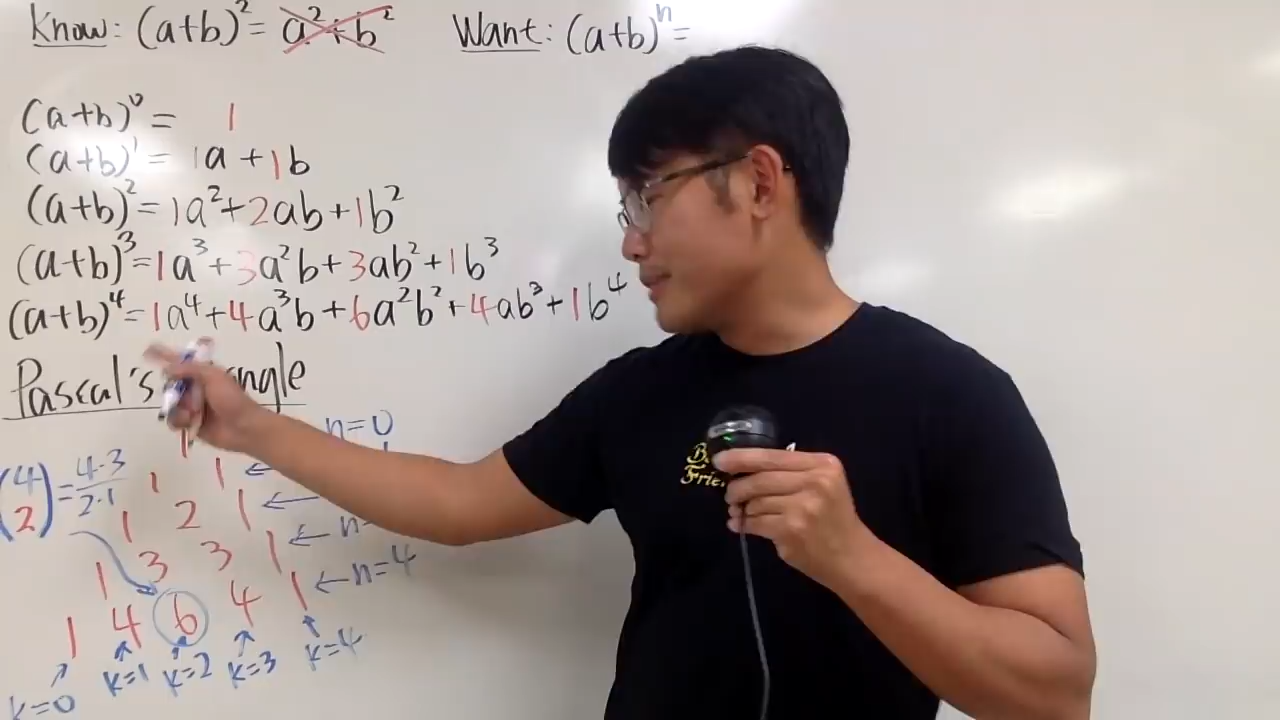 Know: (a+b)² = a²+b² Want: (a+b)ⁿ =
(a+b)⁰ = 1
(a+b)¹ = 1a + 1b
(a+b)² = 1a² + 2ab + 1b²
(a+b)³ = 1a³ + 3a²b + 3ab² + 1b³
(a+b)⁴ = 1a⁴ + 4a³b + 6a²b² + 4ab³ + 1b⁴
Pascal's
1 n=0
1 1 ←
1 2 1 ←
1 3 3 1 ← n=
1 4 6 4 1 ← n=4
(4 2) = 4·3 / 2·1
k=0 k=1 k=2 k=3 k=4